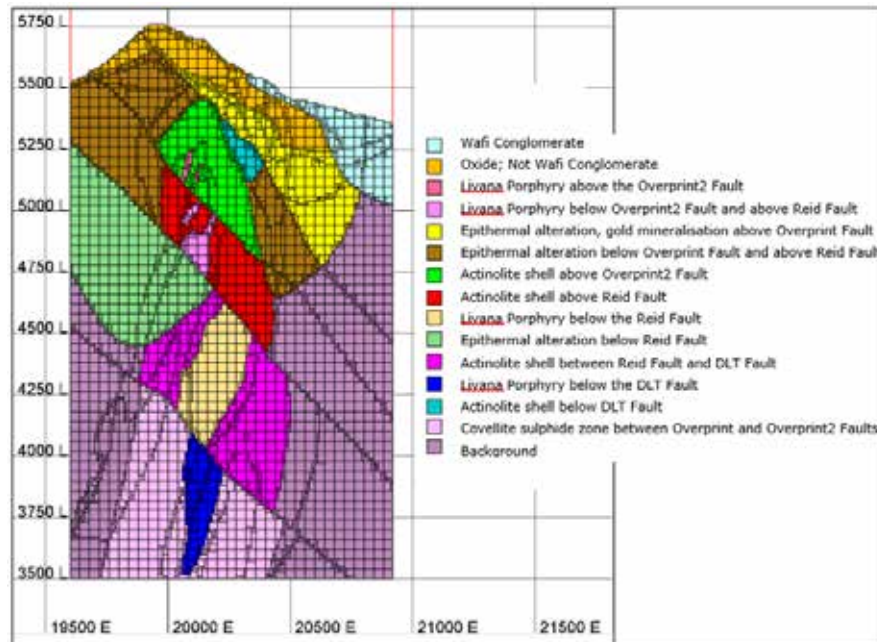 5750 L
5500 L
5250 L
5000 L
4750 L
4500 L
4250 L
4000 L
3750 L
3500 L
19500 E 20000 E 20500 E 21000 E 21500 E
Wafi Conglomerate
Oxide; Not Wafi Conglomerate
Livana Porphyry above the Overprint2 Fault
Livana Porphyry below Overprint2 Fault and above Reid Fault
Epithermal alteration, gold mineralisation above Overprint Fault
Epithermal alteration below Overprint Fault and above Reid Fault
Actinolite shell above Overprint2 Fault
Actinolite shell above Reid Fault
Livana Porphyry below the Reid Fault
Epithermal alteration below Reid Fault
Actinolite shell between Reid Fault and DLT Fault
Livana Porphyry below the DLT Fault
Actinolite shell below DLT Fault
Covellite sulphide zone between Overprint and Overprint2 Faults
Background